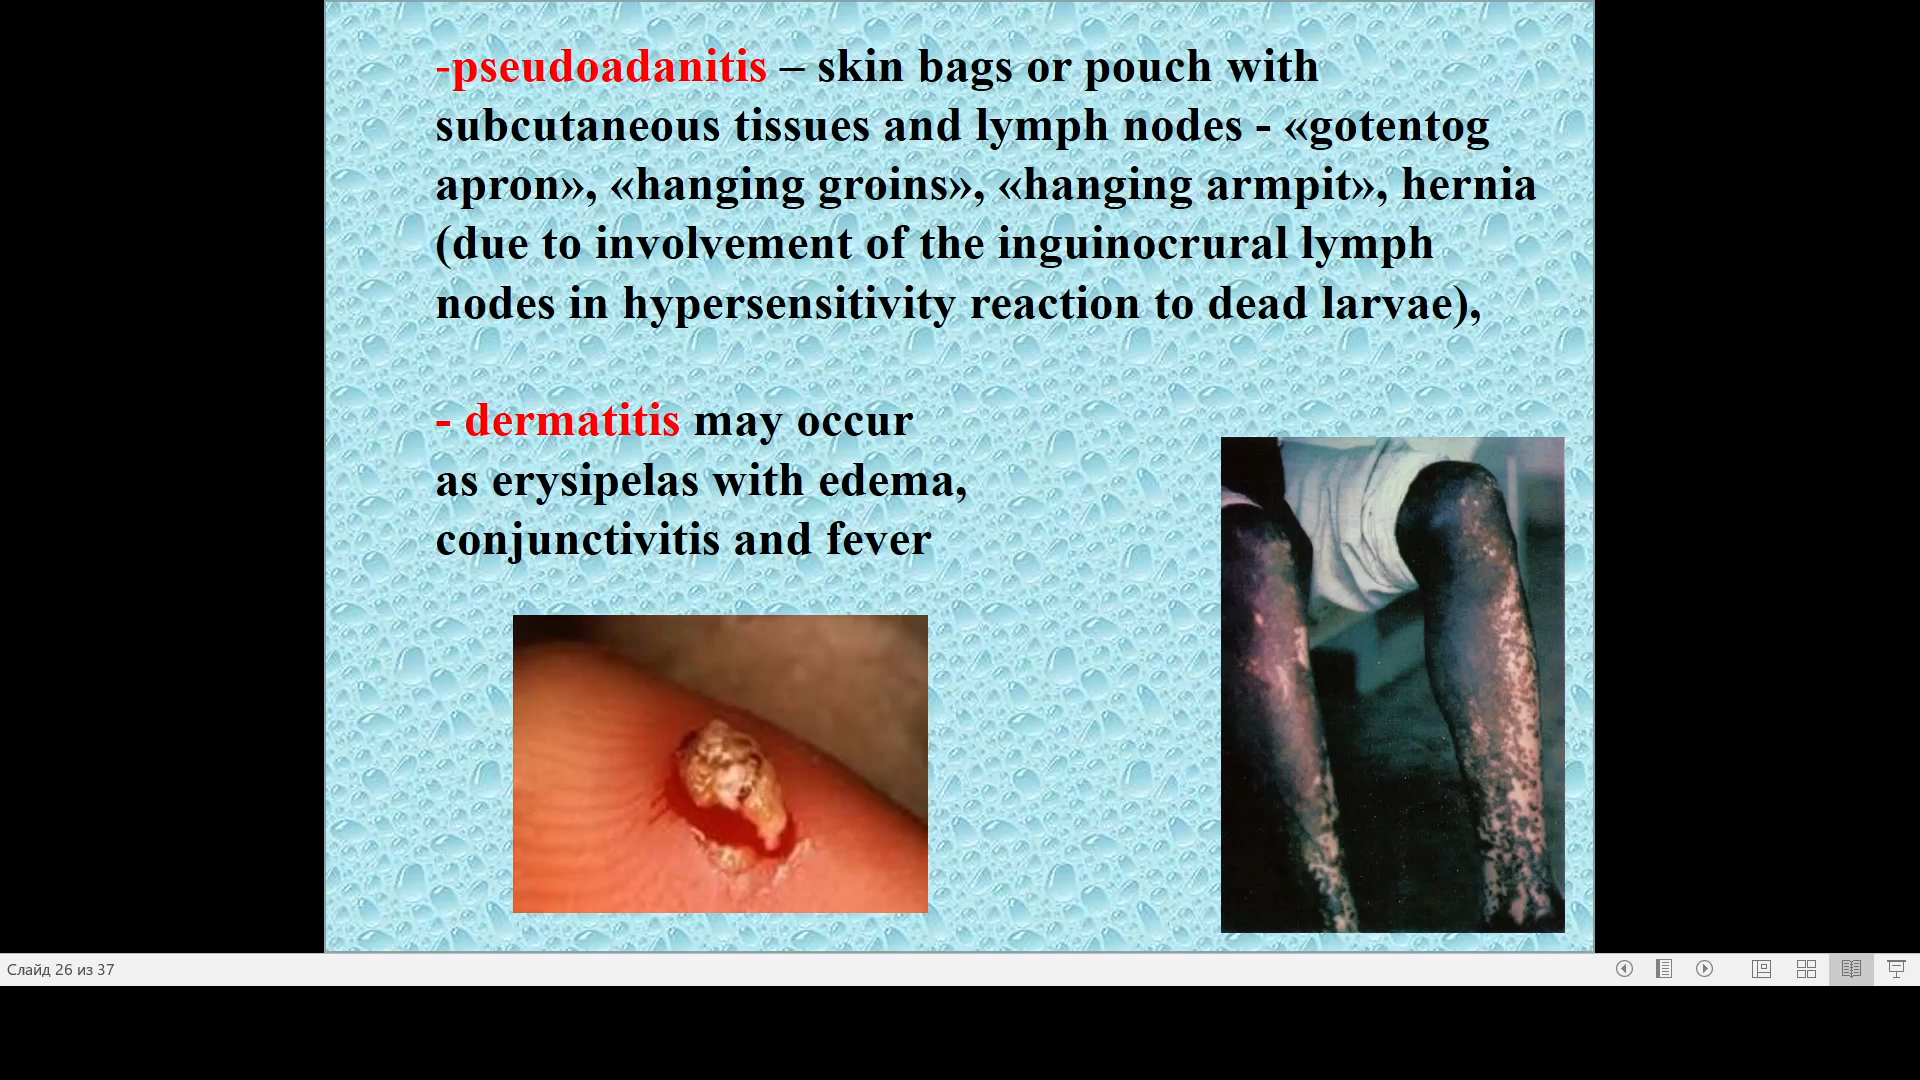 -pseudoadanitis – skin bags or pouch with
subcutaneous tissues and lymph nodes - «gotentog
apron», «hanging groins», «hanging armpit», hernia
(due to involvement of the inguinocrural lymph
nodes in hypersensitivity reaction to dead larvae),
- dermatitis may occur
as erysipelas with edema,
conjunctivitis and fever
Слайд 26 из 37